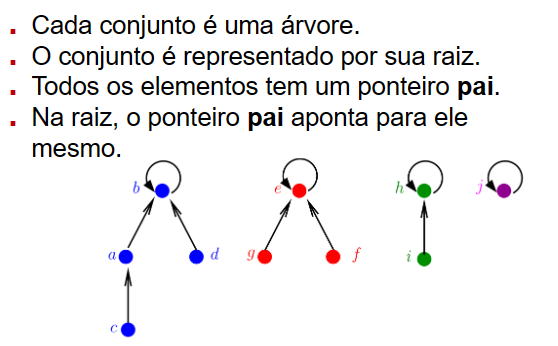 Cada conjunto é uma árvore.
O conjunto é representado por sua raiz.
Todos os elementos tem um ponteiro pai.
Na raiz, o ponteiro pai aponta para ele
mesmo.
b e h j
a d g f i
c